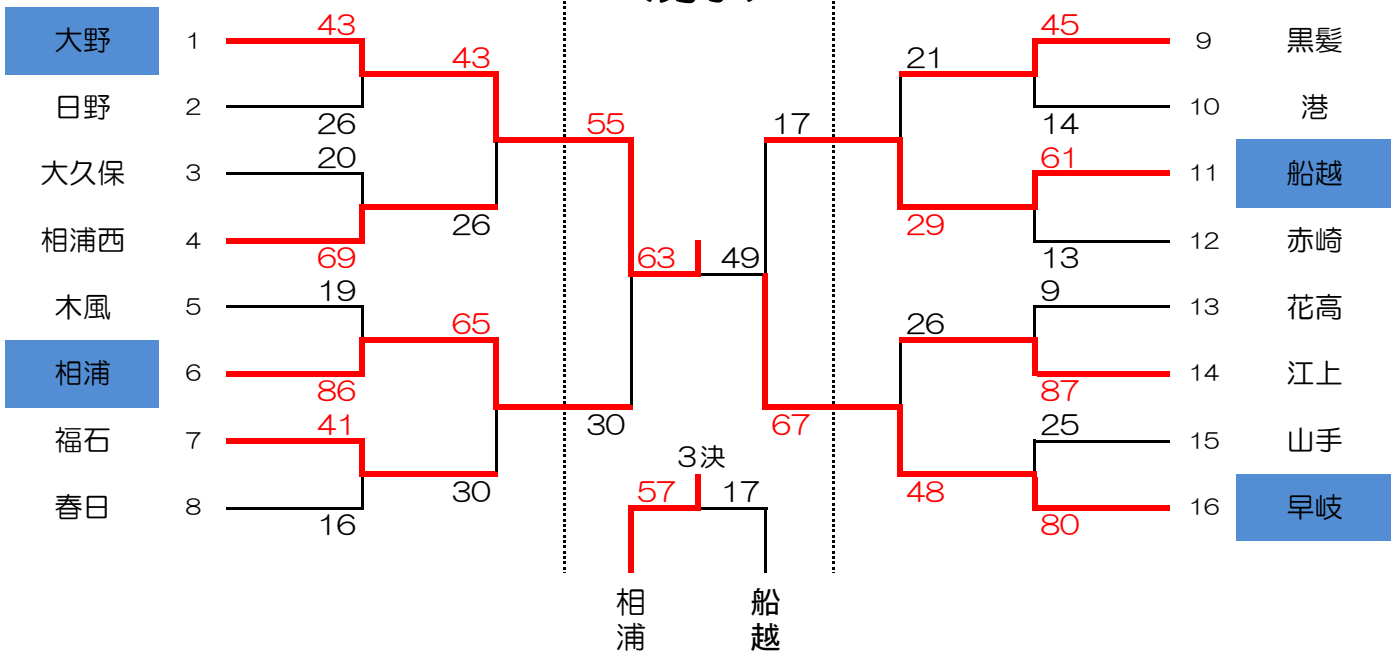 大野 1 43 45 9 黒髪
43 21
日野 2 26 14 10 港
55 17
大久保 3 20 61 11 船越
26 29
相浦西 4 69 13 12 赤崎
63 49
木風 5 19 9 13 花高
65 26
相浦 6 86 87 14 江上
30 67
福石 7 41 25 15 山手
3決
30 57 17 48
春日 8 16 80 16 早岐
相浦 船越